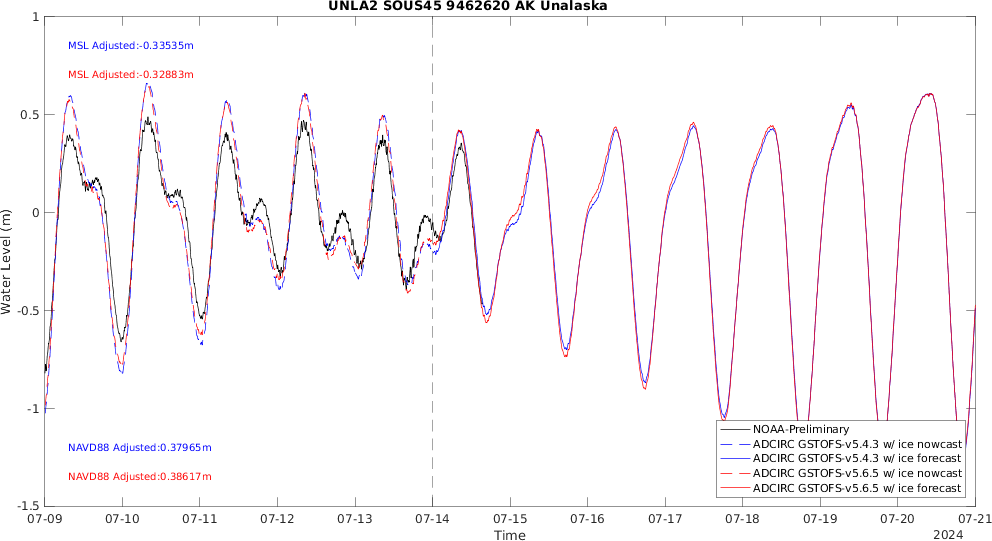 UNLA2 SOUS45 9462620 AK Unalaska
MSL Adjusted:-0.33535m
MSL Adjusted:-0.32883m
NAVD88 Adjusted:0.37965m
NAVD88 Adjusted:0.38617m
Water Level (m)
1
0.5
0
-0.5
-1
-1.5
NOAA-Preliminary
ADCIRC GSTOFS-v5.4.3 w/ ice nowcast
ADCIRC GSTOFS-v5.4.3 w/ ice forecast
ADCIRC GSTOFS-v5.6.5 w/ ice nowcast
ADCIRC GSTOFS-v5.6.5 w/ ice forecast
07-09 07-10 07-11 07-12 07-13 07-14 07-15 07-16 07-17 07-18 07-19 07-20 07-21
Time
2024